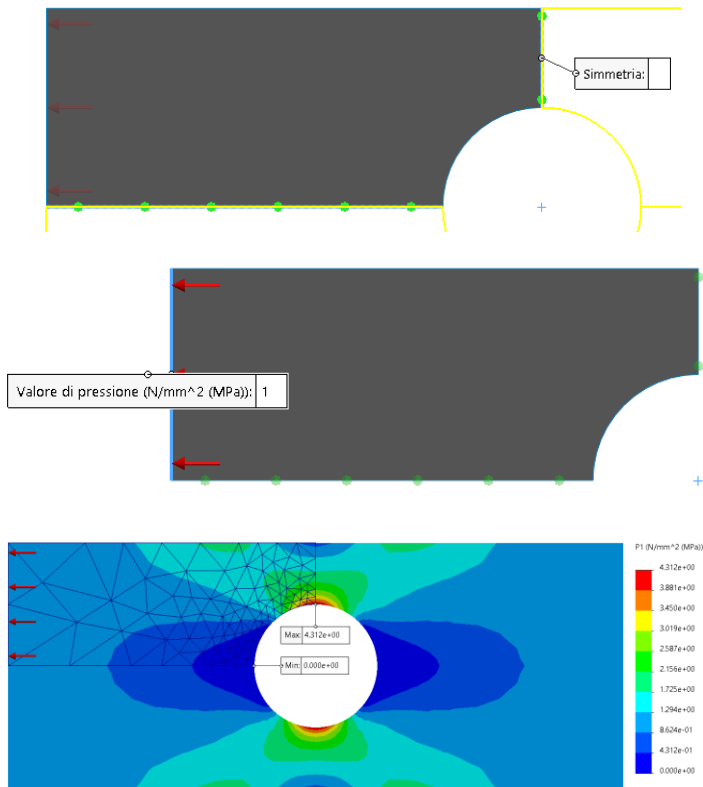 Simmetria:
Valore di pressione (N/mm^2 (MPa)): 1
P1 (N/mm^2 (MPa))
4.312e+00
3.881e+00
3.450e+00
3.019e+00
2.587e+00
2.156e+00
1.725e+00
1.294e+00
8.624e-01
4.312e-01
0.000e+00
Max: 4.312e+00
Min: 0.000e+00